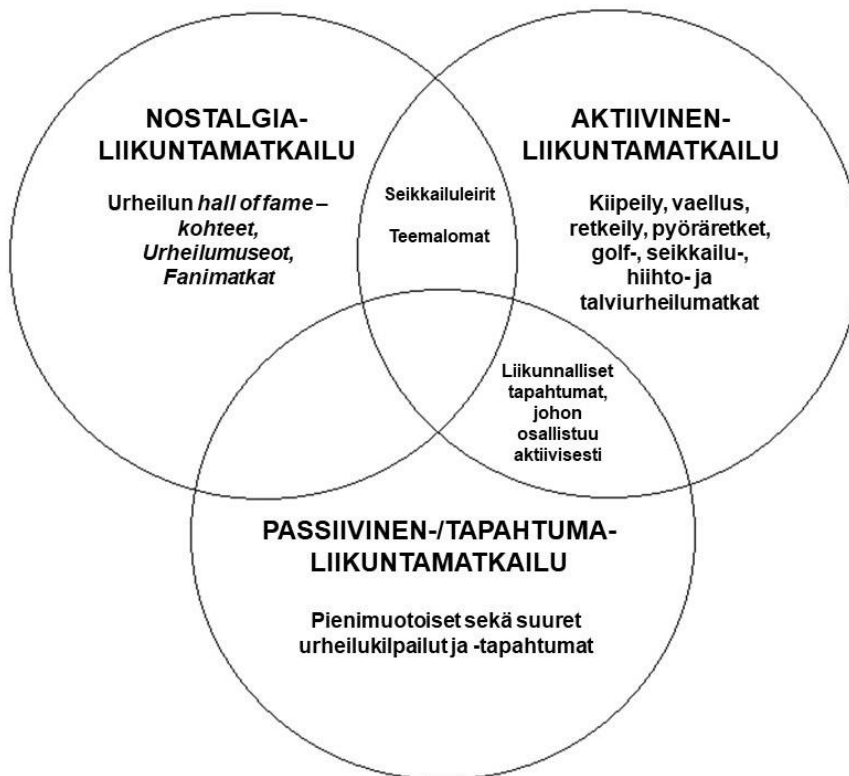 NOSTALGIA-
LIIKUNTAMATKAILU
Urheilun hall of fame –
kohteet,
Urheilumuseot,
Fanimatkat
Seikkailuleirit
Teemalomat
AKTIIVINEN-
LIIKUNTAMATKAILU
Kiipeily, vaellus,
retkeily, pyöräretket,
golf-, seikkailu-,
hiihto- ja
talviurheilumatkat
Liikunnalliset
tapahtumat,
johon
osallistuu
aktiivisesti
PASSIIVINEN-/TAPAHTUMA-
LIIKUNTAMATKAILU
Pienimuotoiset sekä suuret
urheilukilpailut ja -tapahtumat